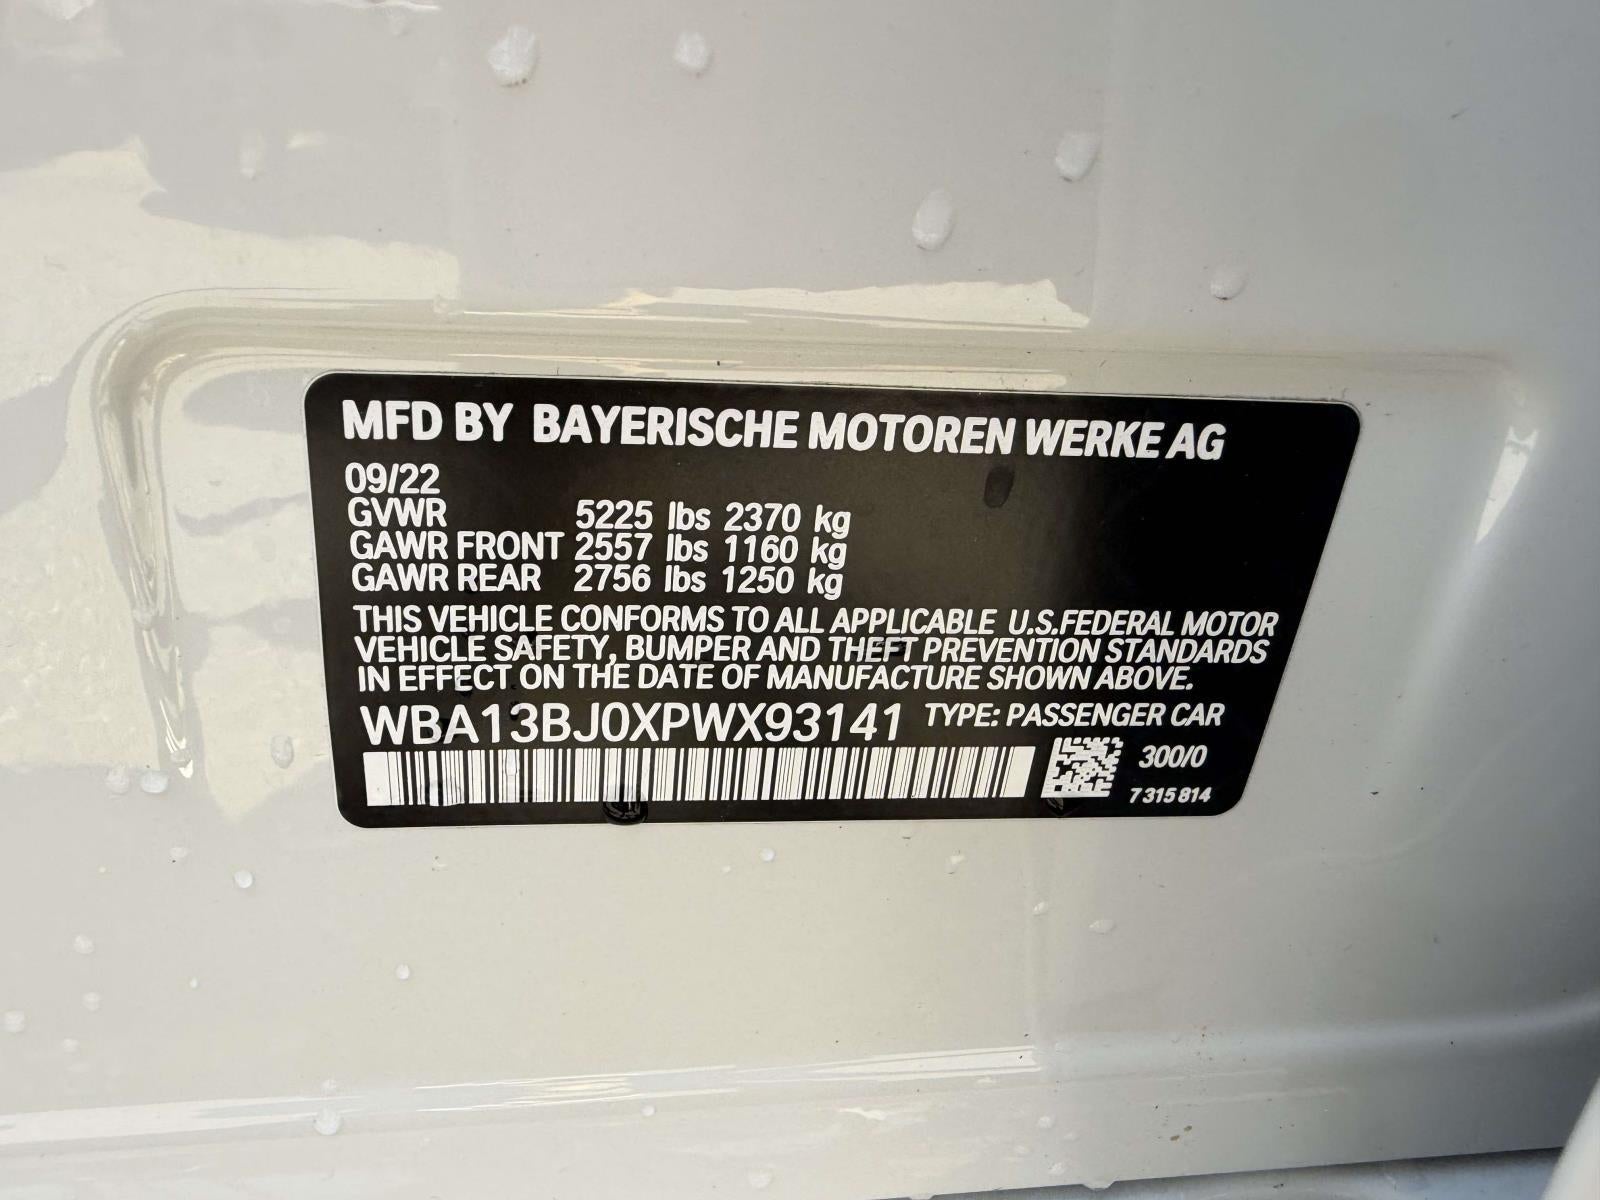 MFD BY BAYERISCHE MOTOREN WERKE AG
09/22
GVWR 5225 lbs 2370 kg
GAWR FRONT 2557 lbs 1160 kg
GAWR REAR 2756 lbs 1250 kg
THIS VEHICLE CONFORMS TO ALL APPLICABLE U.S.FEDERAL MOTOR
VEHICLE SAFETY, BUMPER AND THEFT PREVENTION STANDARDS
IN EFFECT ON THE DATE OF MANUFACTURE SHOWN ABOVE.
WBA13BJ0XPWX93141 TYPE: PASSENGER CAR
300/0
7 315 814